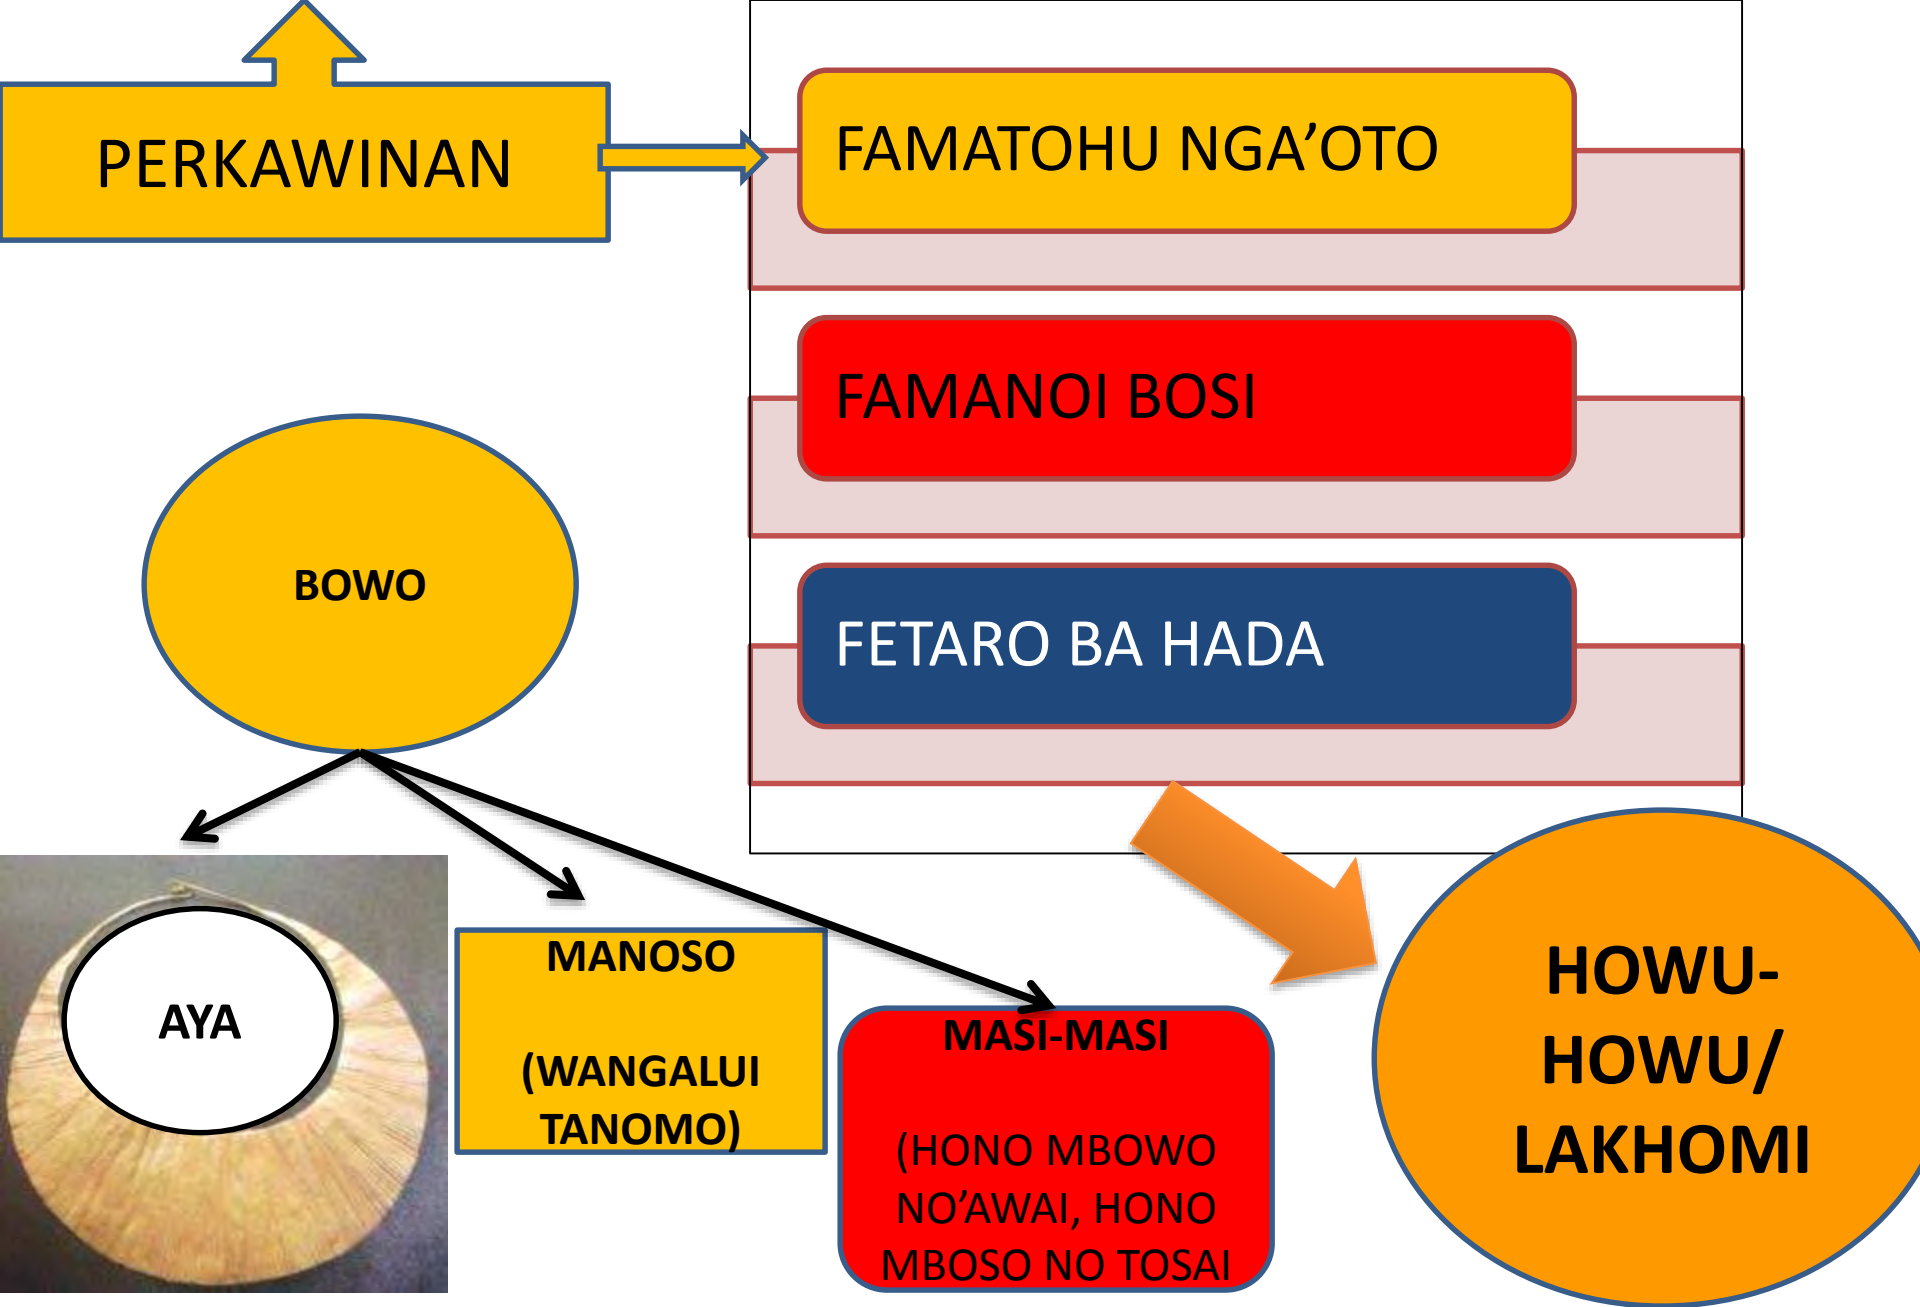 PERKAWINAN
FAMATOHU NGA’OTO
FAMANOI BOSI
FETARO BA HADA
BOWO
AYA
MANOSO
(WANGALUI
TANOMO)
MASI-MASI
(HONO MBOWO
NO’AWAI, HONO
MBOSO NO TOSAI
HOWU-
HOWU/
LAKHOMI